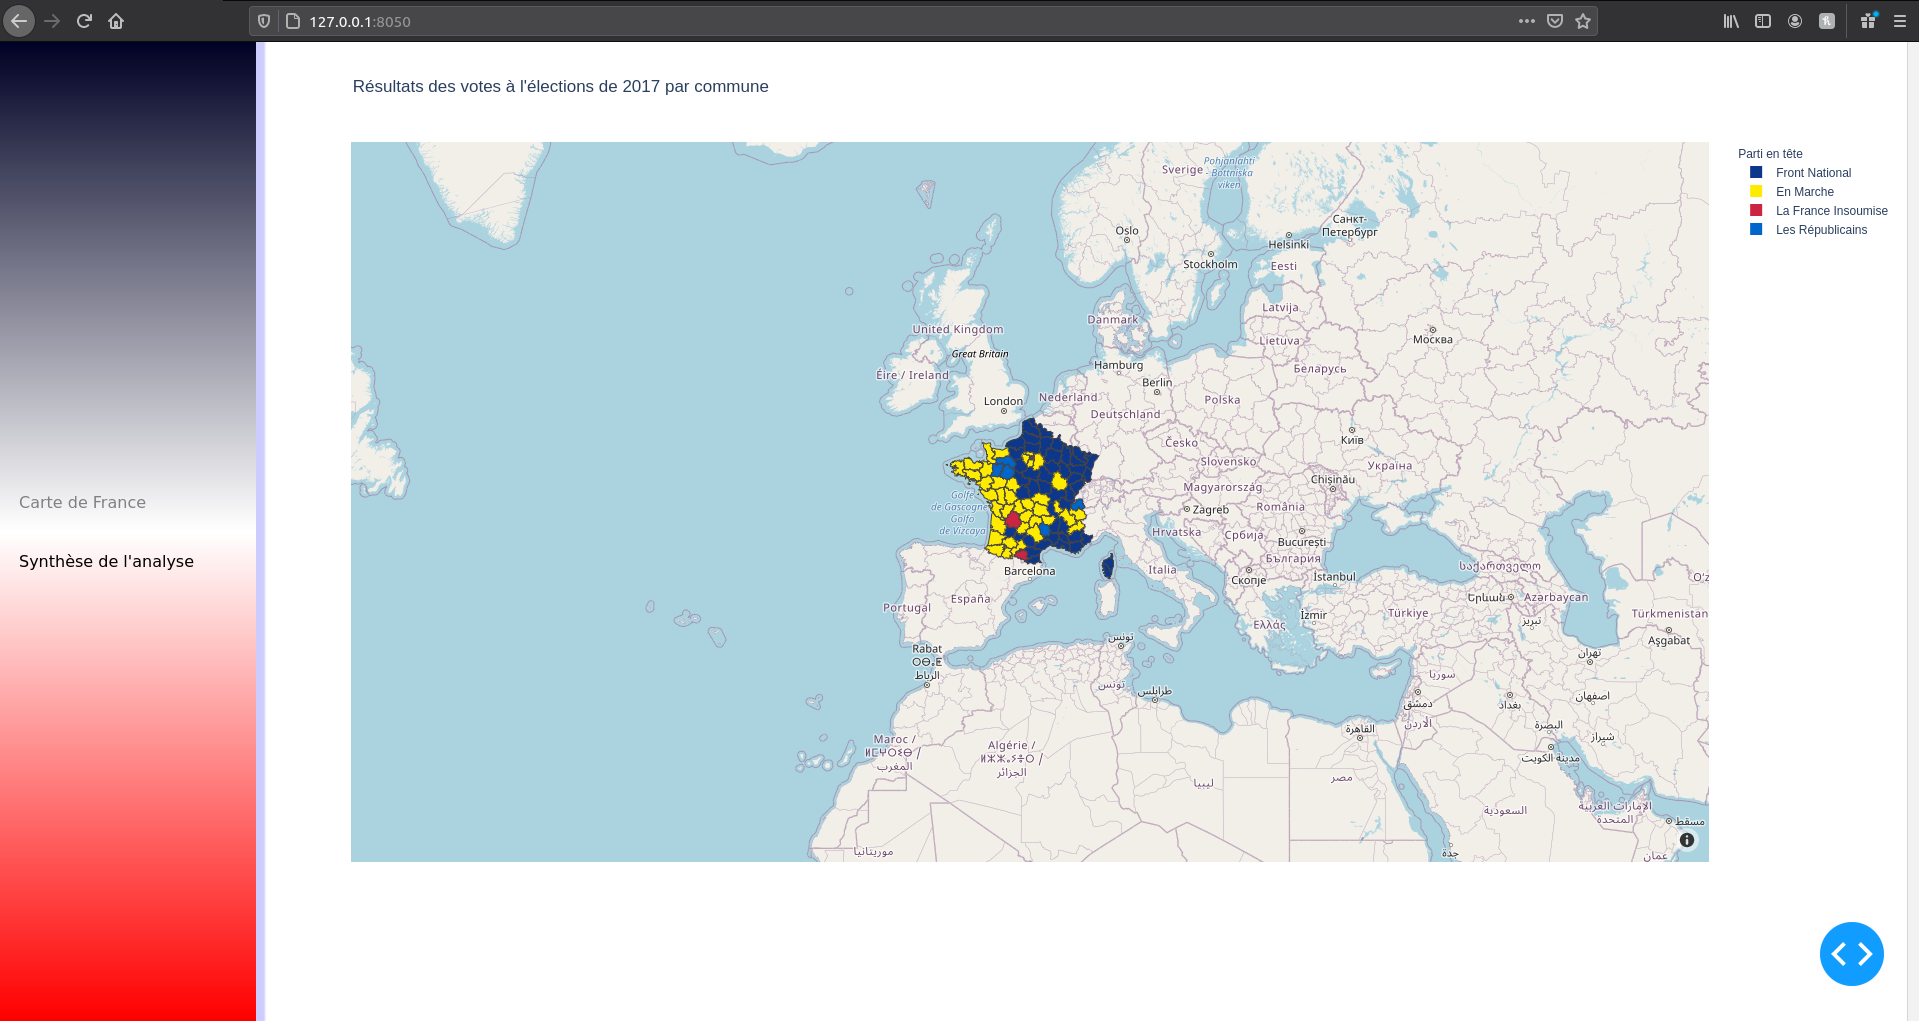 127.0.0.1:8050
Résultats des votes à l'élections de 2017 par commune
Carte de France
Synthèse de l'analyse
Parti en tête
Front National
En Marche
La France Insoumise
Les Républicains
Pohjanlahti
- Bottniska
viken
Sverige
Санкт-
Петербург
Oslo
Helsinki
Stockholm
Eesti
Latvija
Danmark
United Kingdom
Lietuva
Москва
Great Britain
Hamburg
Беларусь
Éire / Ireland
Berlin
London
Nederland
Polska
Deutschland
Česko
Київ
Slovensko
Україна
Chișinău
Magyarország
Golfe
de Gascogne
Golfo
de Vizcaya
Zagreb
România
Hrvatska
Србија
București
България
Barcelona
Italia
Скопје
İstanbul
საქართველო
O'z
España
Portugal
İzmir
Türkiye
Երևան
Azərbaycan
Ελλάς
تبريز
Türkmenistan
Aşgabat
تونس
Rabat
ⵔⴱⴰⵟ
الرباط
تهران
سوريا
تونس
طرابلس
دمشق
بغداد
اصفهان
الأردن
القاهرة
البصرة
شیراز
Maroc /
ⵍⵎⵖⵔⵉⴱ /
المغرب
Algérie /
ⵍⵣⵣⴰⵢⴻⵔ /
الجزائر
مدينة الكويت
ليبيا
مصر
السعودية
الإمارات العربية
المتحدة
مسقط
موريتانيا
جدة
عمان